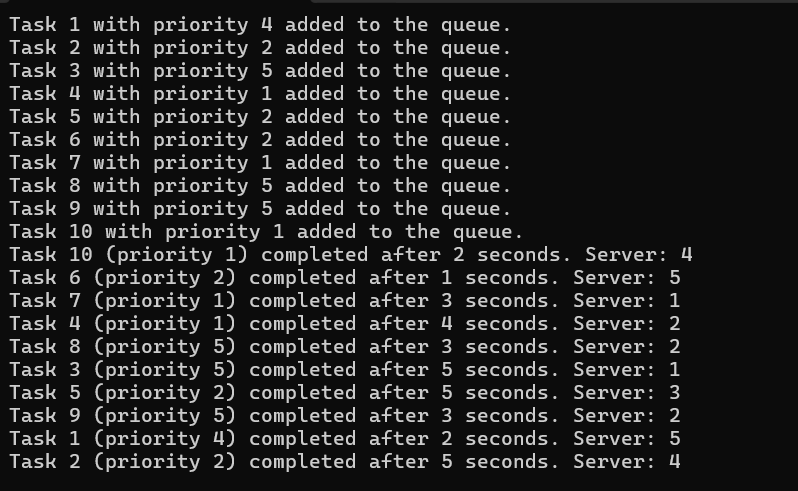 Task 1 with priority 4 added to the queue.
Task 2 with priority 2 added to the queue.
Task 3 with priority 5 added to the queue.
Task 4 with priority 1 added to the queue.
Task 5 with priority 2 added to the queue.
Task 6 with priority 2 added to the queue.
Task 7 with priority 1 added to the queue.
Task 8 with priority 5 added to the queue.
Task 9 with priority 5 added to the queue.
Task 10 with priority 1 added to the queue.
Task 10 (priority 1) completed after 2 seconds. Server: 4
Task 6 (priority 2) completed after 1 seconds. Server: 5
Task 7 (priority 1) completed after 3 seconds. Server: 1
Task 4 (priority 1) completed after 4 seconds. Server: 2
Task 8 (priority 5) completed after 3 seconds. Server: 2
Task 3 (priority 5) completed after 5 seconds. Server: 1
Task 5 (priority 2) completed after 5 seconds. Server: 3
Task 9 (priority 5) completed after 3 seconds. Server: 2
Task 1 (priority 4) completed after 2 seconds. Server: 5
Task 2 (priority 2) completed after 5 seconds. Server: 4